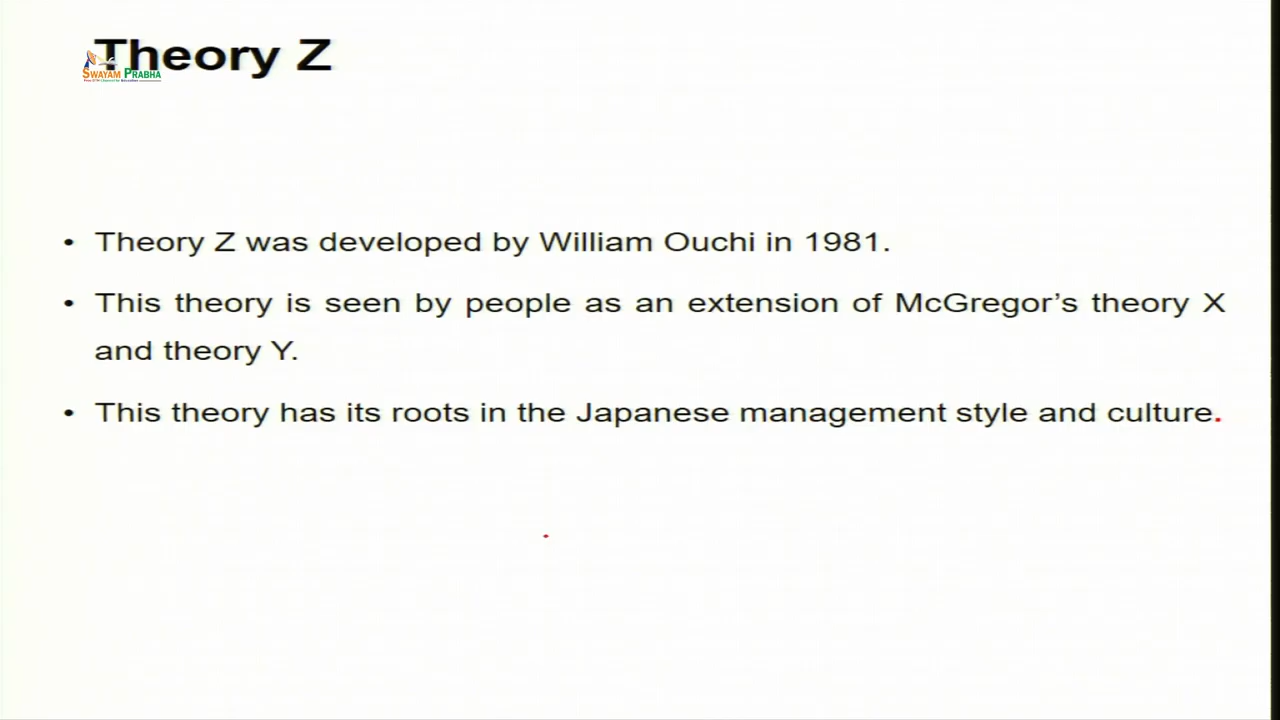 Theory Z
SWAYAM PRABHA
• Theory Z was developed by William Ouchi in 1981.
• This theory is seen by people as an extension of McGregor’s theory X
and theory Y.
• This theory has its roots in the Japanese management style and culture.